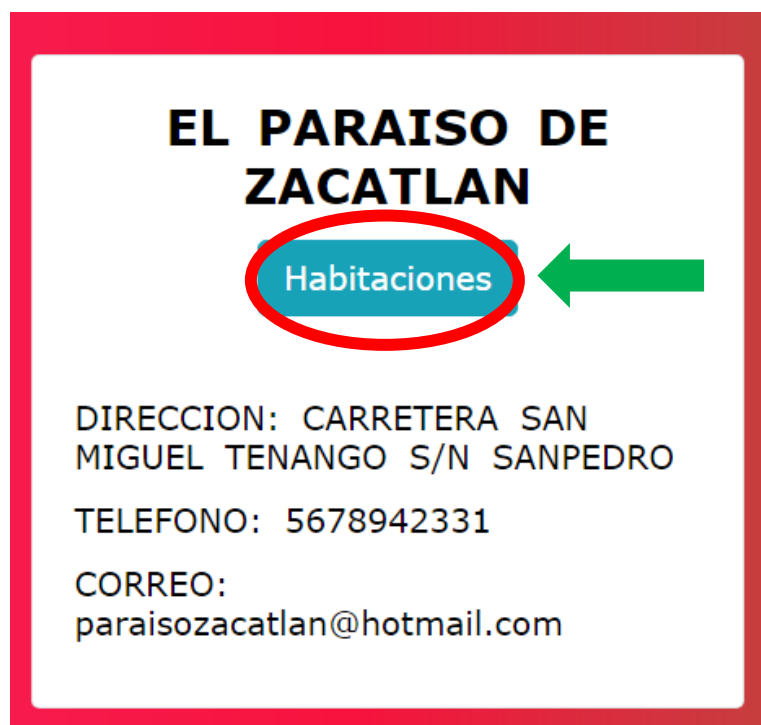 EL PARAISO DE
ZACATLAN
Habitaciones
DIRECCION: CARRETERA SAN
MIGUEL TENANGO S/N SANPEDRO
TELEFONO: 5678942331
CORREO:
paraisozacatlan@hotmail.com